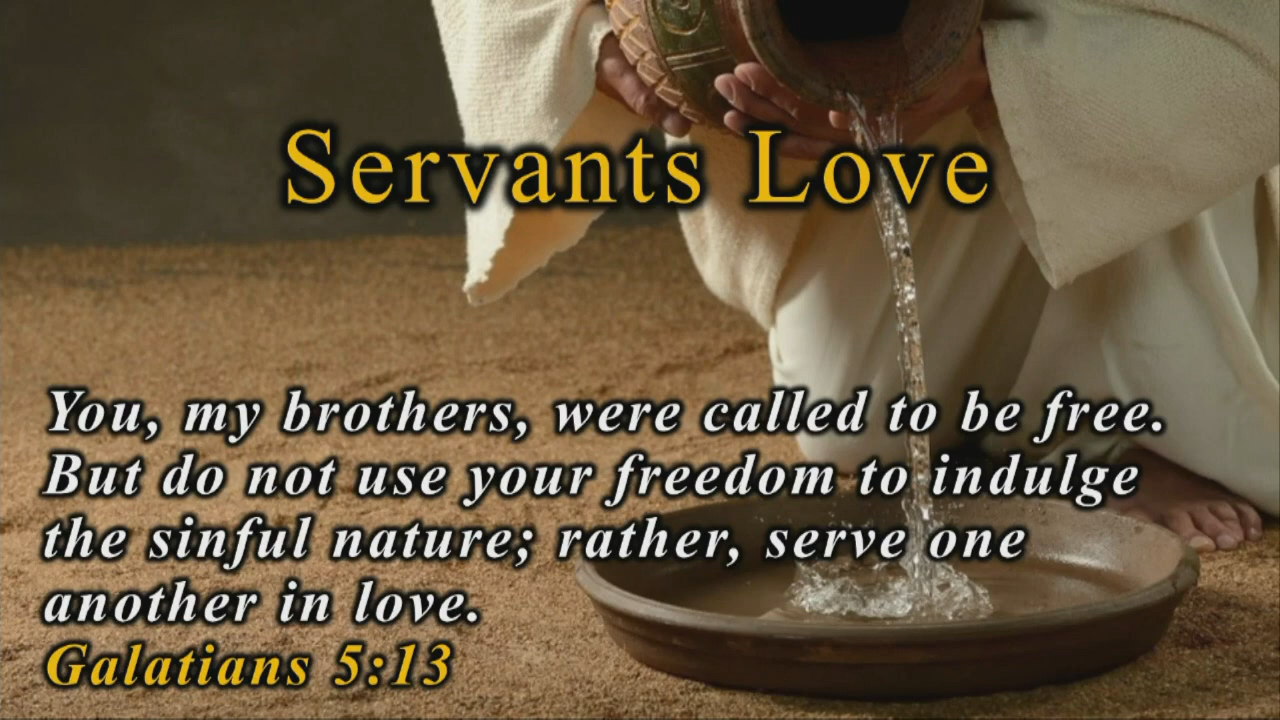 Servants Love
You, my brothers, were called to be free.
But do not use your freedom to indulge
the sinful nature; rather, serve one
another in love.
Galatians 5:13